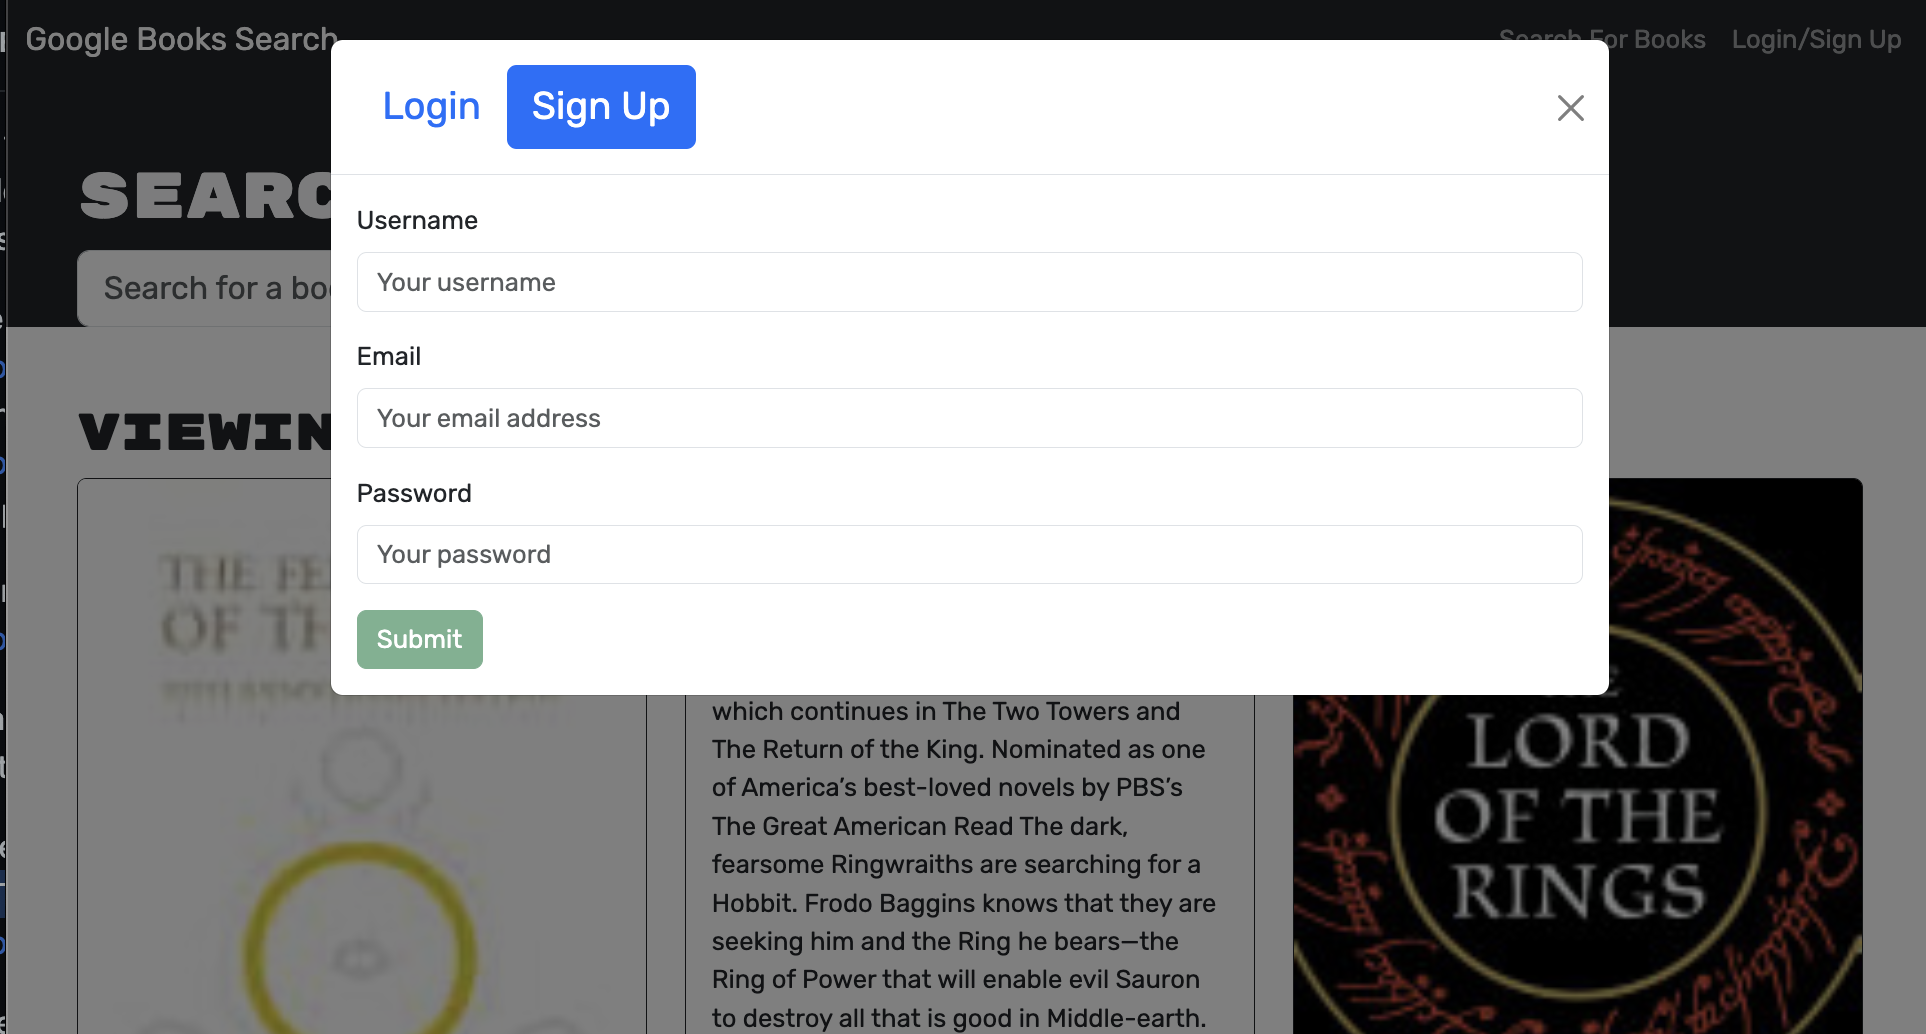 Google Books Search
Search For Books
Login/Sign Up
Login
Sign Up
SEARC
Username
Your username
Search for a boo
Email
Your email address
VIEWIN
Password
Your password
Submit
THE FE
OF TH
which continues in The Two Towers and
The Return of the King. Nominated as one
of America’s best-loved novels by PBS’s
The Great American Read The dark,
fearsome Ringwraiths are searching for a
Hobbit. Frodo Baggins knows that they are
seeking him and the Ring he bears—the
Ring of Power that will enable evil Sauron
to destroy all that is good in Middle-earth.
LORD
OF THE
RINGS